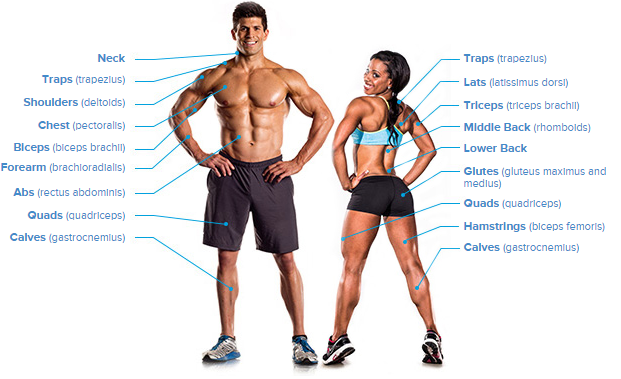 Neck
Traps (trapezius)
Shoulders (deltoids)
Chest (pectoralis)
Biceps (biceps brachii)
Forearm (brachioradialis)
Abs (rectus abdominis)
Quads (quadriceps)
Calves (gastrocnemius)
Traps (trapezius)
Lats (latissimus dorsi)
Triceps (triceps brachii)
Middle Back (rhomboids)
Lower Back
Glutes (gluteus maximus and
medius)
Quads (quadriceps)
Hamstrings (biceps femoris)
Calves (gastrocnemius)